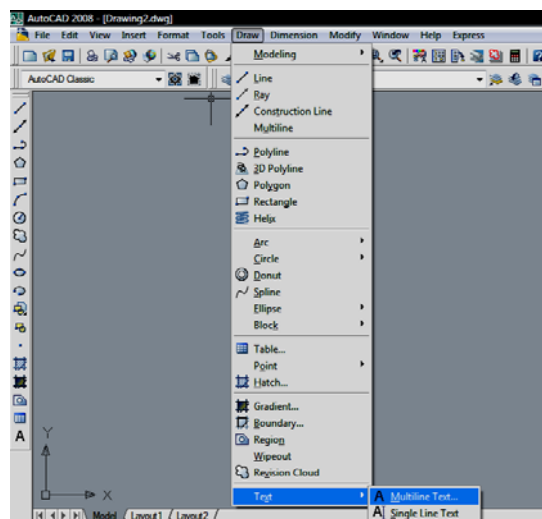 AutoCAD 2008 - [Drawing2.dwg]
File Edit View Insert Format Tools Draw Dimension Modify Window Help Express
AutoCAD Classic
Modeling
Line
Ray
Construction Line
Multiline
Polyline
3D Polyline
Polygon
Rectangle
Helix
Arc
Circle
Donut
Spline
Ellipse
Block
Table...
Point
Hatch...
Gradient...
Boundary...
Region
Wipeout
Revision Cloud
Text
A Multiline Text...
A Single Line Text
A
Y
X
Model / Layout1 / Layout2 /